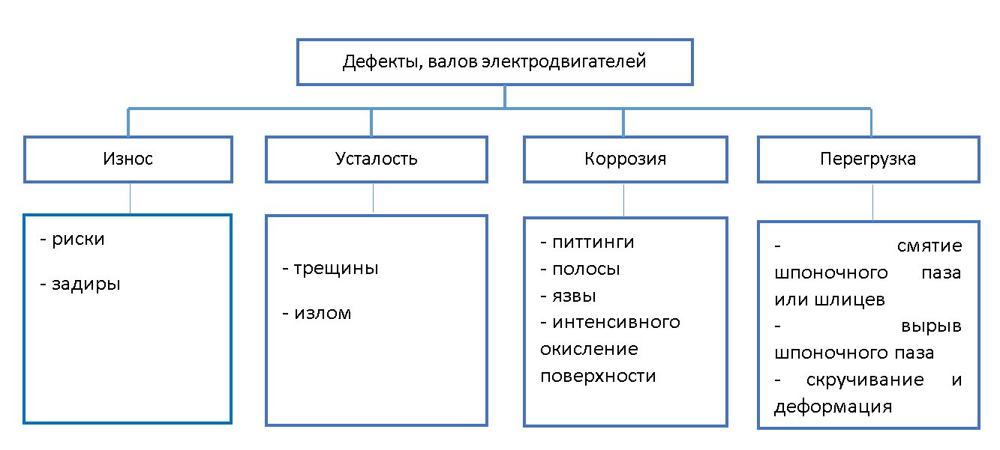 Дефекты, валов электродвигателей
Износ
Усталость
Коррозия
Перегрузка
- риски
- задиры
- трещины
- излом
- питтинги
- полосы
- язвы
- интенсивного
окисление
поверхности
- смятие
шпоночного паза
или шлицев
- вырыв
шпоночного паза
- скручивание и
деформация